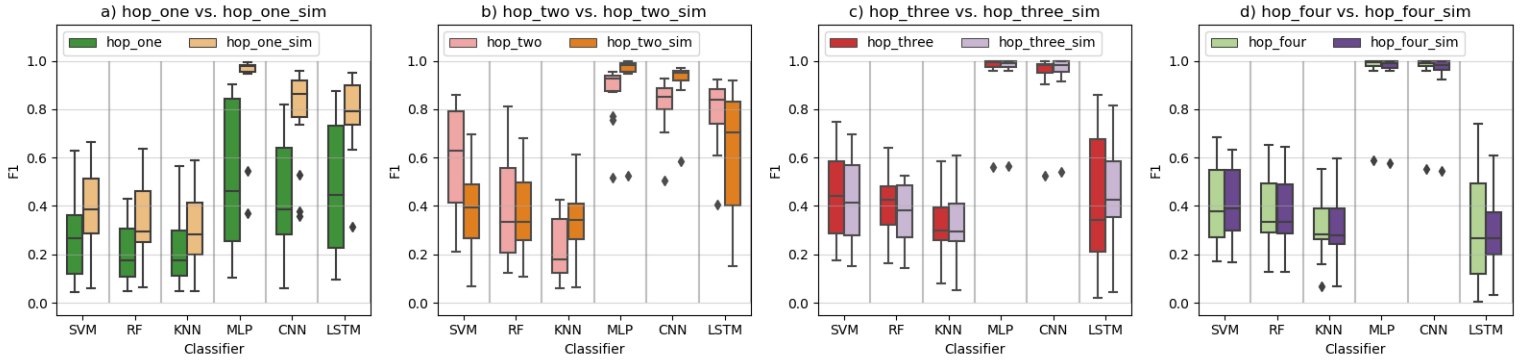 a) hop_one vs. hop_one_sim
hop_one hop_one_sim
1.0
0.8
0.6
0.4
0.2
0.0
F1
SVM RF KNN MLP CNN LSTM
Classifier
b) hop_two vs. hop_two_sim
hop_two hop_two_sim
1.0
0.8
0.6
0.4
0.2
0.0
F1
SVM RF KNN MLP CNN LSTM
Classifier
c) hop_three vs. hop_three_sim
hop_three hop_three_sim
1.0
0.8
0.6
0.4
0.2
0.0
F1
SVM RF KNN MLP CNN LSTM
Classifier
d) hop_four vs. hop_four_sim
hop_four hop_four_sim
1.0
0.8
0.6
0.4
0.2
0.0
F1
SVM RF KNN MLP CNN LSTM
Classifier